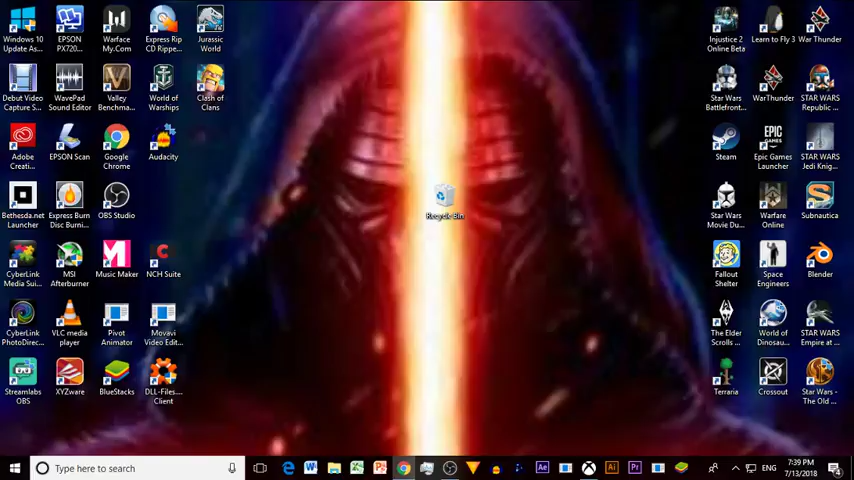 Windows 10
Update As...
EPSON
PX720...
Warface
My.Com
Express Rip
CD Rippe...
Jurassic
World
Injustice 2
Online Beta
Learn to Fly 3
War Thunder
Debut Video
Capture S...
WavePad
Sound Editor
Valley
Benchma...
World of
Warships
Clash of
Clans
Star Wars
Battlefront...
WarThunder
STAR WARS
Republic ...
Adobe
Creati...
EPSON Scan
Google
Chrome
Audacity
Steam
EPIC
GAMES
Epic Games
Launcher
STAR WARS
Jedi Knig...
Bethesda.net
Launcher
Express Burn
Disc Burni...
OBS Studio
Recycle Bin
Star Wars
Movie Du...
Warfare
Online
Subnautica
CyberLink
Media Sui...
MSI
Afterburner
Music Maker
NCH Suite
Fallout
Shelter
Space
Engineers
Blender
CyberLink
PhotoDirec...
VLC media
player
Pivot
Animator
Movavi
Video Edit...
The Elder
Scrolls ...
World of
Dinosau...
STAR WARS
Empire at ...
Streamlabs
OBS
XYZware
BlueStacks
DLL-Files....
Client
Terraria
Crossout
Star Wars -
The Old ...
Type here to search
Ae
Ai
Pr
ENG
7:39 PM
7/13/2018
4